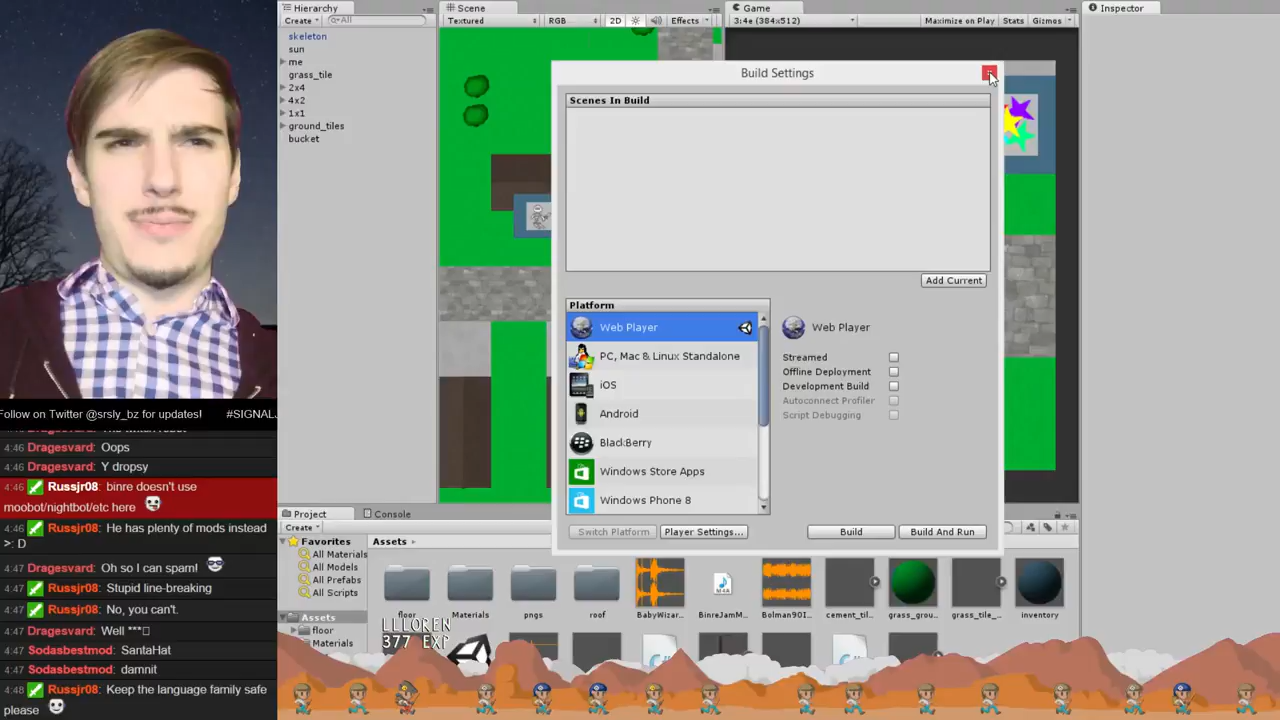 Hierarchy
Create
All
skeleton
sun
me
grass_tile
2x4
4x2
1x1
ground_tiles
bucket
Scene
Textured
RGB
2D
Effects
Game
3:4e (384x512)
Maximize on Play
Stats
Gizmos
Inspector
Build Settings
Scenes In Build
Add Current
Platform
Web Player
PC, Mac & Linux Standalone
iOS
Android
BlackBerry
Windows Store Apps
Windows Phone 8
Web Player
Streamed
Offline Deployment
Development Build
Autoconnect Profiler
Script Debugging
Switch Platform
Player Settings...
Build
Build And Run
Project
Console
Create
Favorites
All Materials
All Models
All Prefabs
All Scripts
Assets
floor
Materials
Assets
floor
Materials
pngs
roof
BabyWizar..
BinreJamM..
Bolman90I..
cement_til..
grass_grou..
grass_tile_..
inventory
LLLOREN
377 EXP
Follow on Twitter @srsly_bz for updates!
4:46 Dragesvard: Oops
4:46 Dragesvard: Y dropsy
4:46 Russjr08: binre doesn't use
moobot/nightbot/etc here
4:46 Russjr08: He has plenty of mods instead
>: D
4:47 Dragesvard: Oh so I can spam!
4:47 Russjr08: Stupid line-breaking
4:47 Russjr08: No, you can't.
4:47 Dragesvard: Well ***
4:47 Sodasbestmod: SantaHat
4:47 Sodasbestmod: damnit
4:48 Russjr08: Keep the language family safe
please